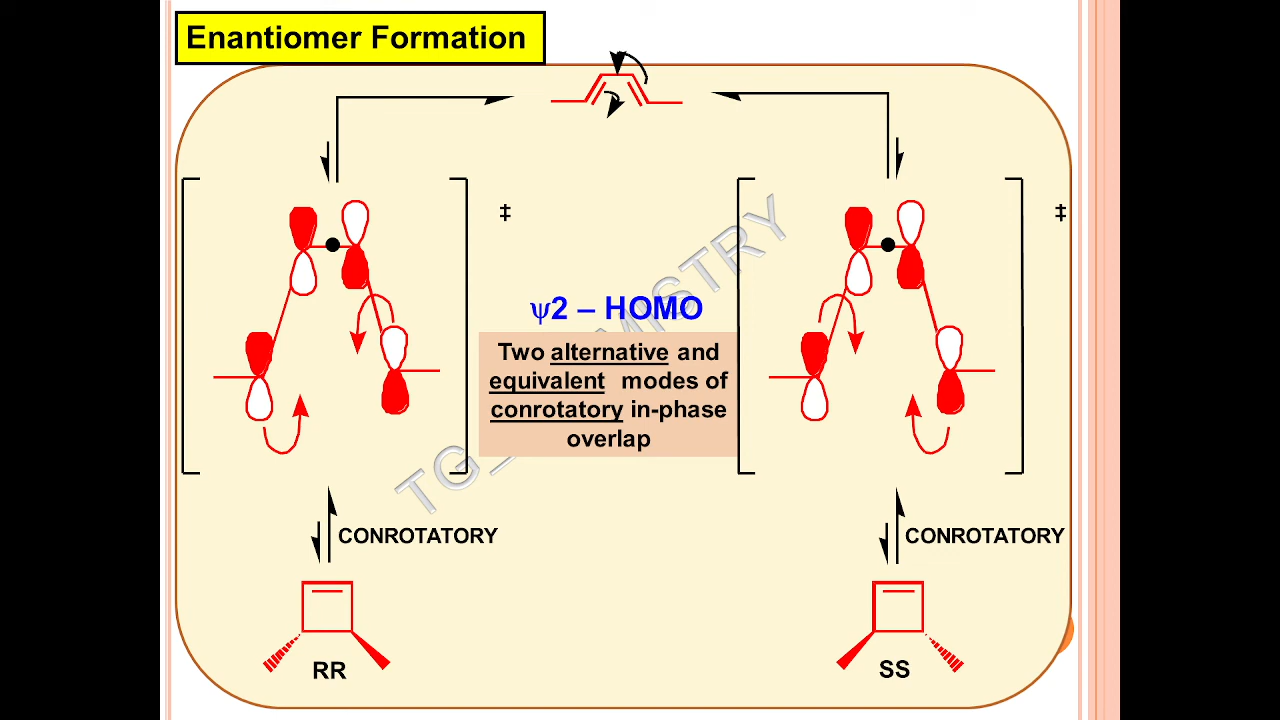 Enantiomer Formation
‡
‡
ψ2 – HOMO
Two alternative and
equivalent modes of
conrotatory in-phase
overlap
CONROTATORY
CONROTATORY
RR
SS